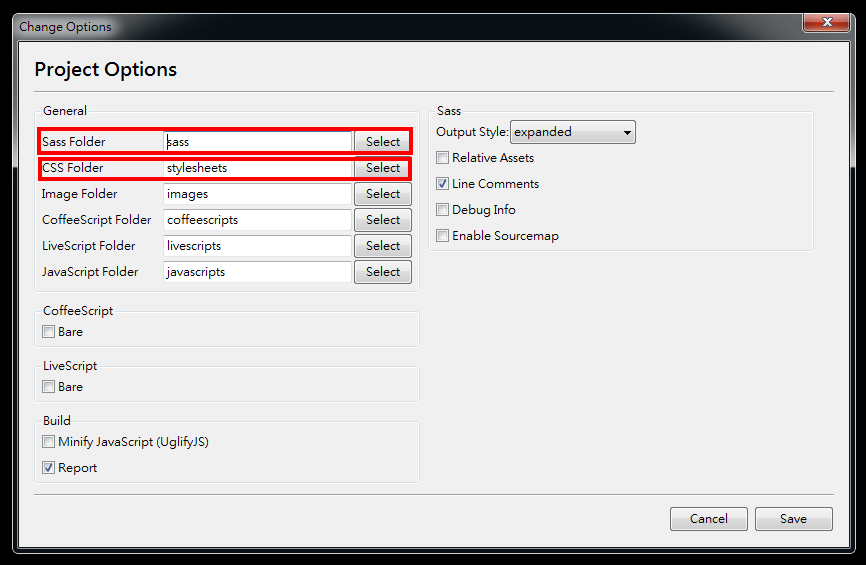 Change Options
Project Options
General
Sass Folder sass Select
CSS Folder stylesheets Select
Image Folder images Select
CoffeeScript Folder coffeescripts Select
LiveScript Folder livescripts Select
JavaScript Folder javascripts Select
CoffeeScript
Bare
LiveScript
Bare
Build
Minify JavaScript (UglifyJS)
Report
Sass
Output Style: expanded
Relative Assets
Line Comments
Debug Info
Enable Sourcemap
Cancel Save